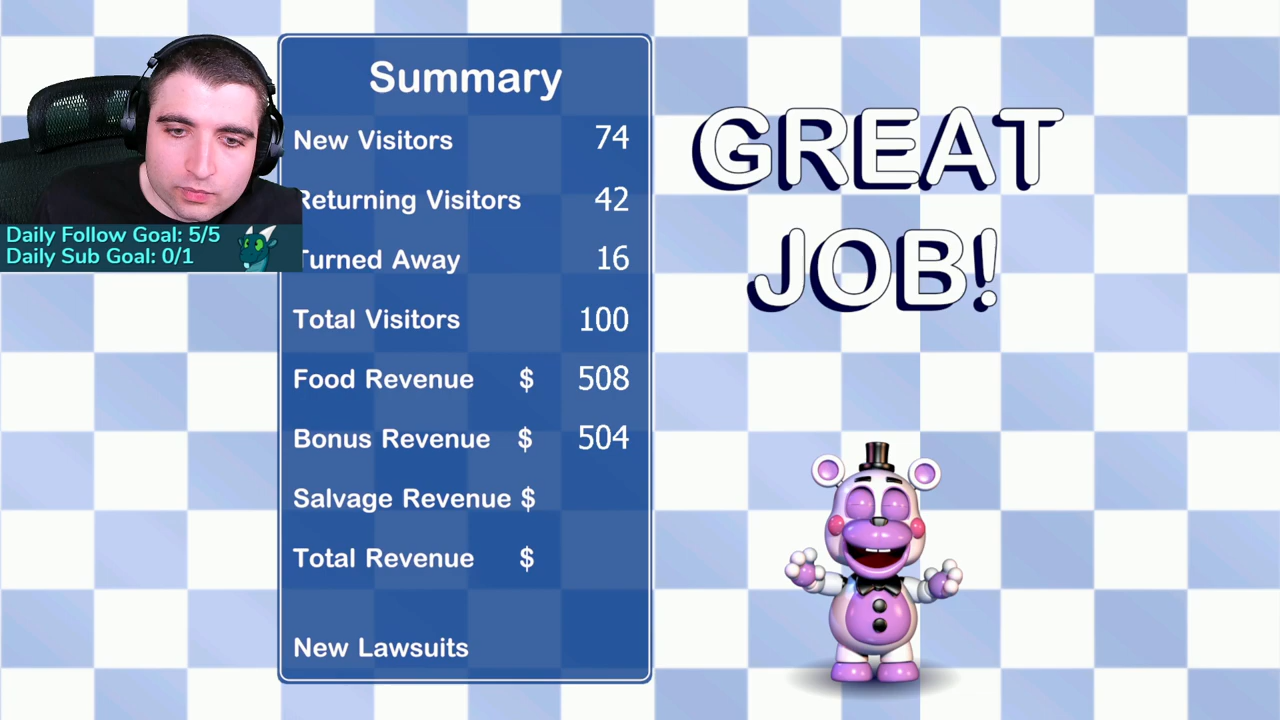 Summary
New Visitors 74
Returning Visitors 42
Turned Away 16
Total Visitors 100
Food Revenue $ 508
Bonus Revenue $ 504
Salvage Revenue $
Total Revenue $
New Lawsuits
GREAT
JOB!
Daily Follow Goal: 5/5
Daily Sub Goal: 0/1